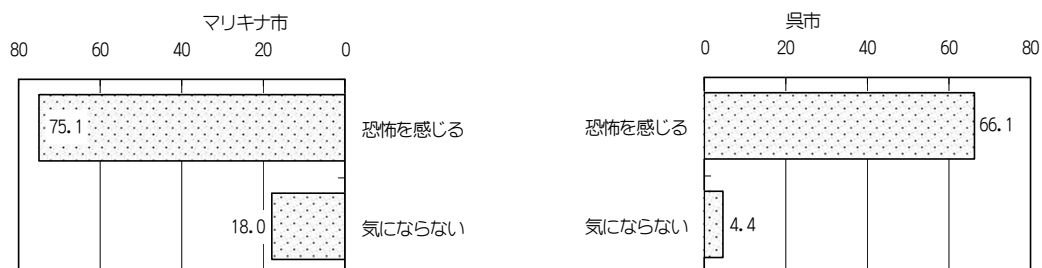 マリキナ市
80 60 40 20 0
75.1 恐怖を感じる
18.0 気にならない
呉市
0 20 40 60 80
恐怖を感じる 66.1
気にならない 4.4